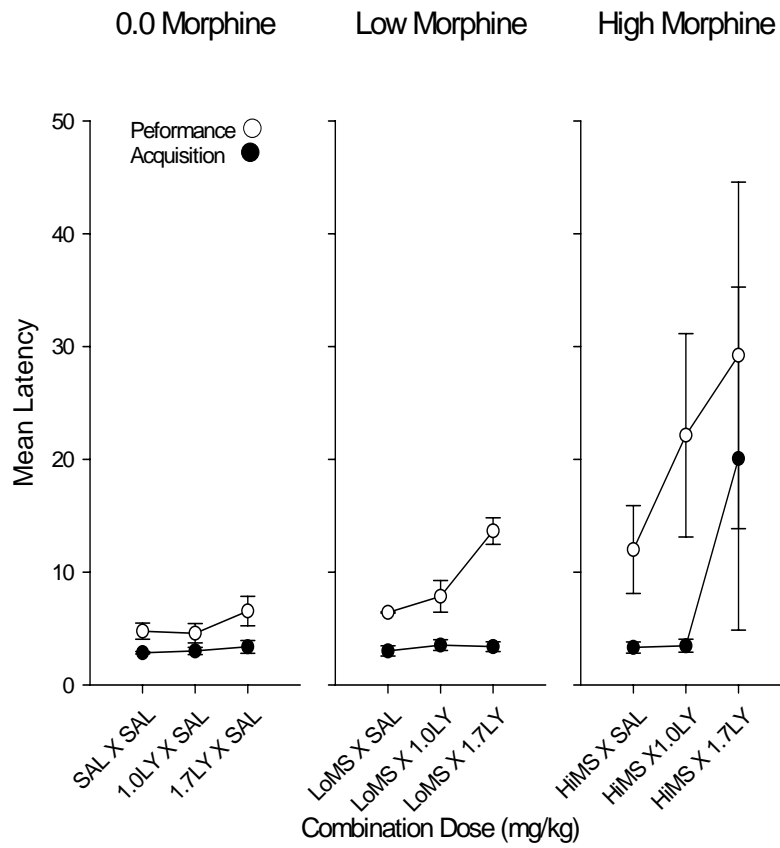 0.0 Morphine
Low Morphine
High Morphine
Peformance
Acquisition
Mean Latency
50
40
30
20
10
0
SAL X SAL
1.0LY X SAL
1.7LY X SAL
LoMS X SAL
LoMS X 1.0LY
LoMS X 1.7LY
HiMS X SAL
HiMS X1.0LY
HiMS X 1.7LY
Combination Dose (mg/kg)